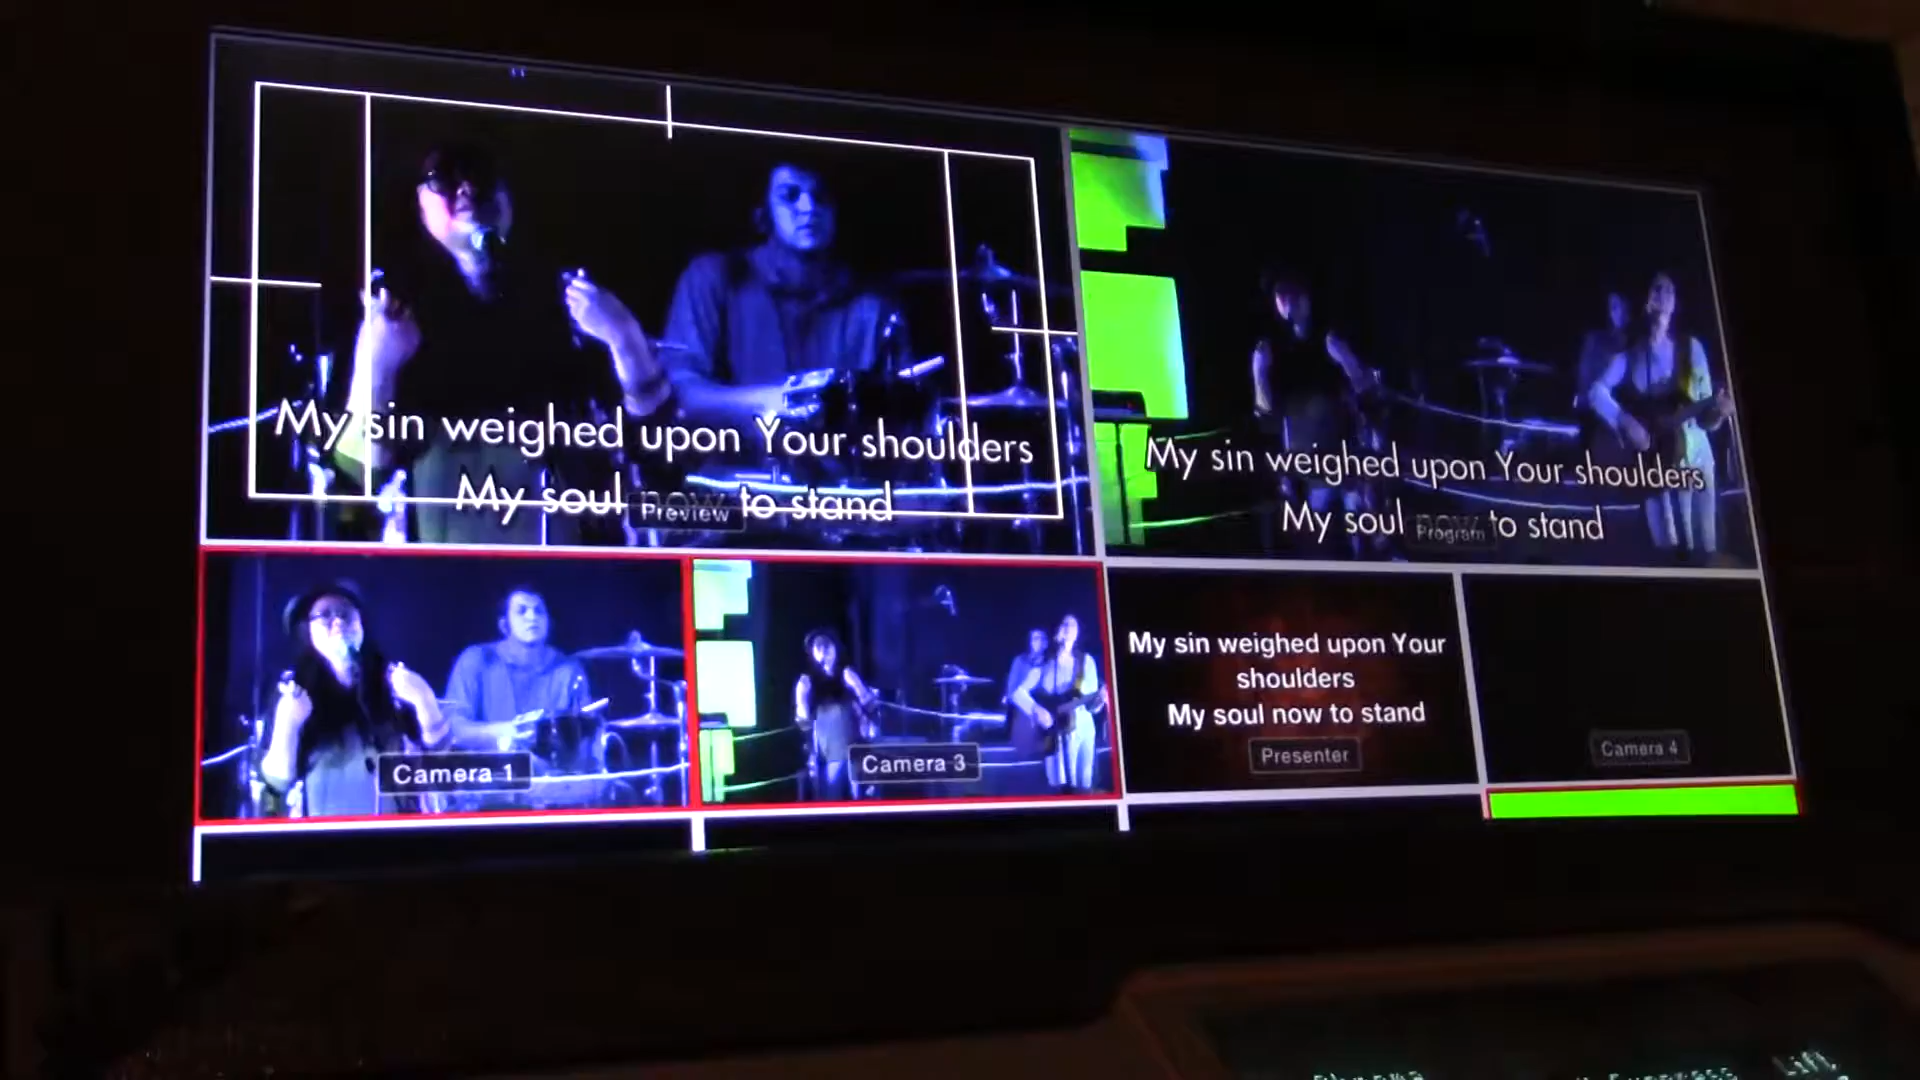 My sin weighed upon Your shoulders
My soul now to stand
Preview
My sin weighed upon Your shoulders
My soul now to stand
Program
Camera 1
Camera 3
My sin weighed upon Your
shoulders
My soul now to stand
Presenter
Camera 4